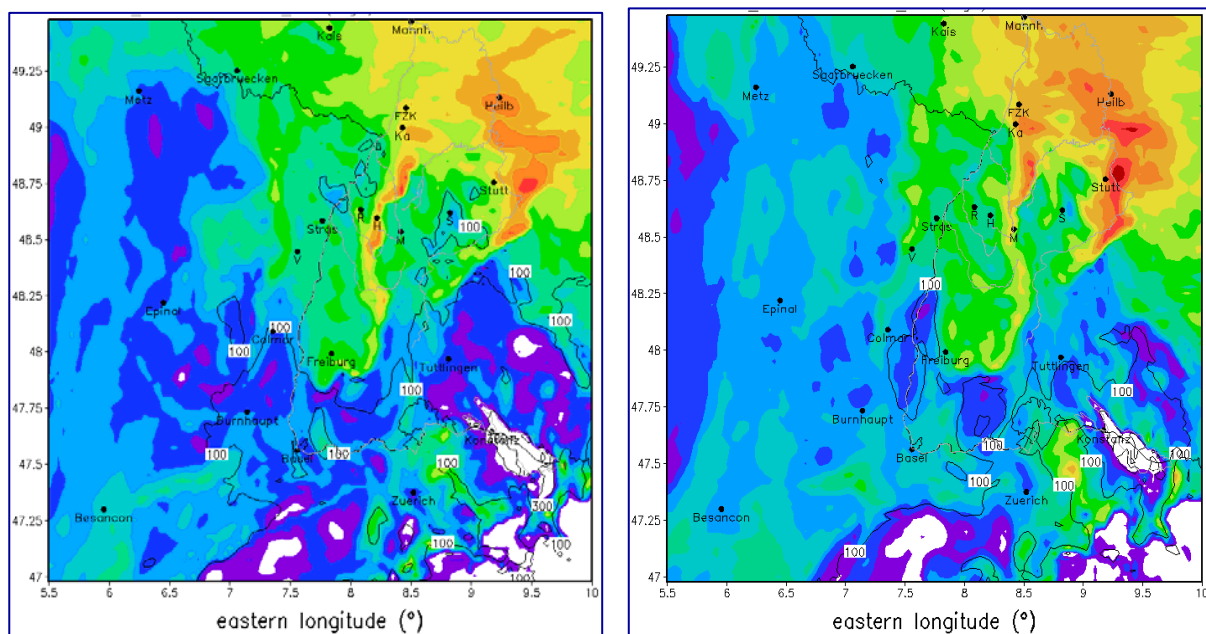 Kais
Mannh
49.25
Saarbruecken
Metz
Heilb
FZK
49
Ka
48.75
Stutt
R
H
S
Stras
M
100
48.5
V
48.25
Epinal
100
100
Colmar
100
48
Freiburg
Tuttlingen
100
47.75
Burnhaupt
Konstanz
100
Basel
100
47.5
100
Zuerich
300
47.25
Besancon
100
100
100
47
5.5
6
6.5
7
7.5
8
8.5
9
9.5
10
eastern longitude (°)
Kais
Mannh
49.25
Saarbruecken
Metz
Heilb
FZK
49
Ka
48.75
Stutt
R
H
S
Stras
M
48.5
V
48.25
100
Epinal
Colmar
48
Freiburg
Tuttlingen
100
47.75
Burnhaupt
Konstanz
100
Basel
100
47.5
100
100
Zuerich
100
47.25
Besancon
100
47
5.5
6
6.5
7
7.5
8
8.5
9
9.5
10
eastern longitude (°)